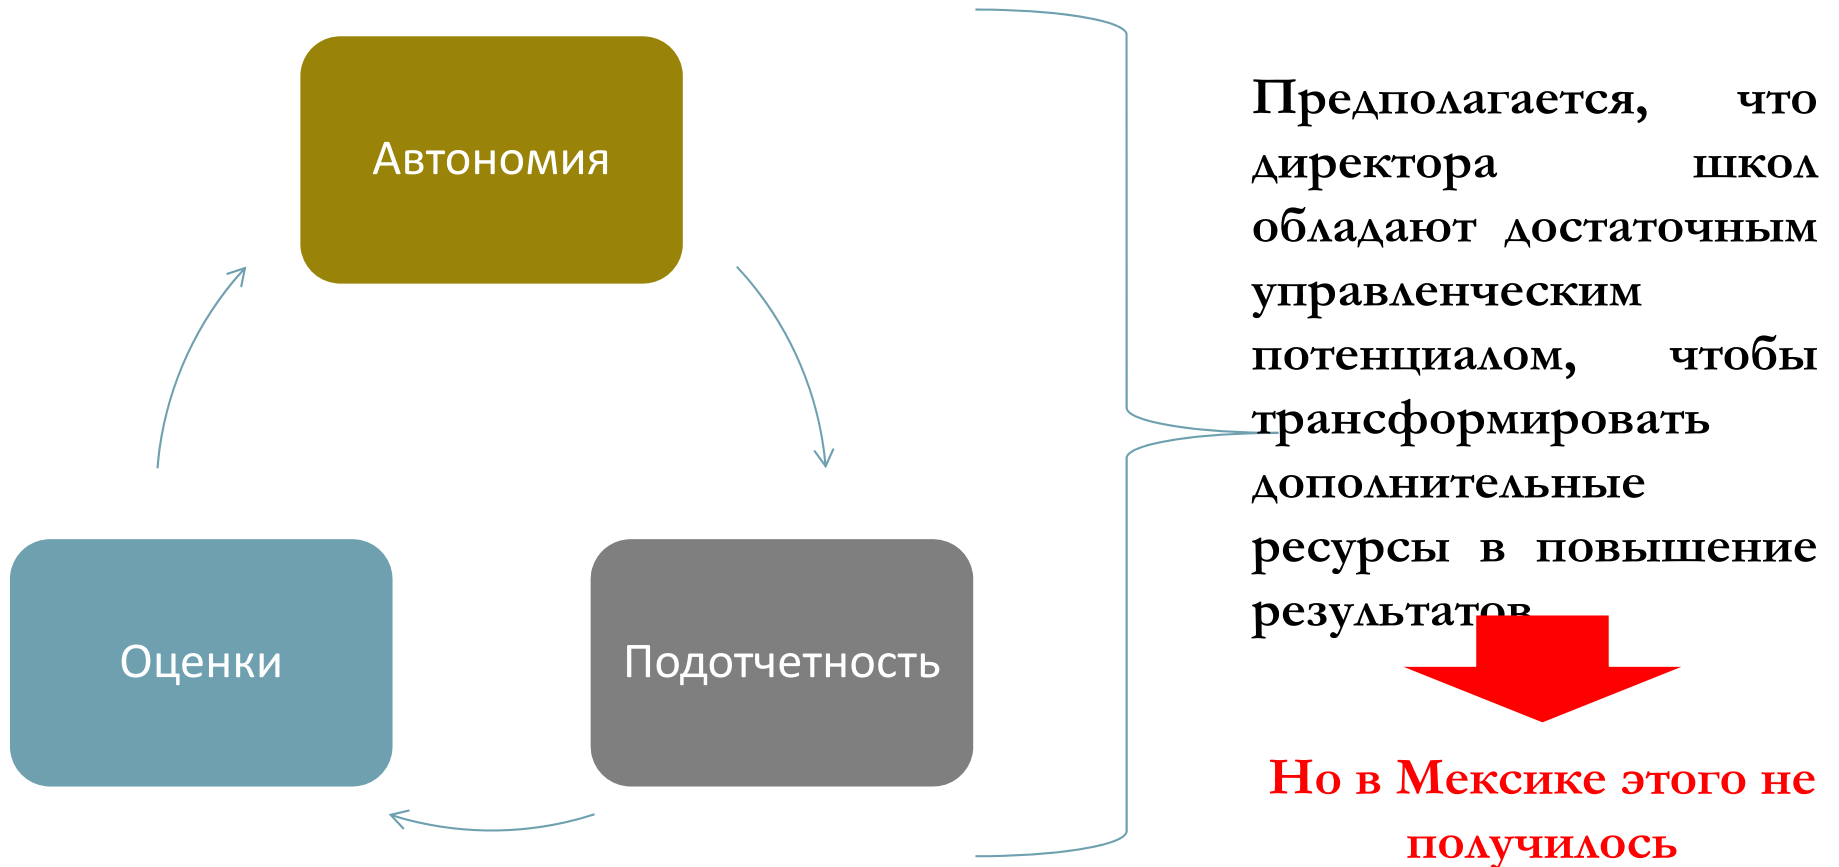 Автономия
Оценки
Подотчетность
Предполагается, что
директора школ
обладают достаточным
управленческим
потенциалом, чтобы
трансформировать
дополнительные
ресурсы в повышение
результатов
Но в Мексике этого не
получилось